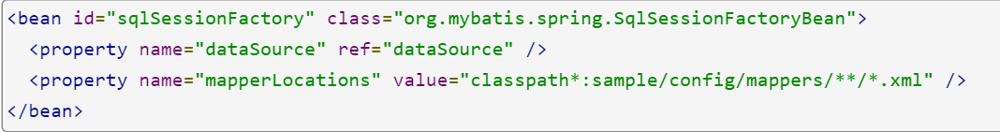 <bean id="sqlSessionFactory" class="org.mybatis.spring.SqlSessionFactoryBean">
  <property name="dataSource" ref="dataSource" />
  <property name="mapperLocations" value="classpath*:sample/config/mappers/**/*.xml" />
</bean>